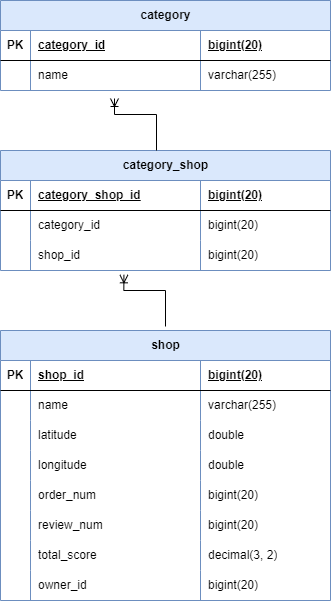 category
PK category_id bigint(20)
name varchar(255)
category_shop
PK category_shop_id bigint(20)
category_id bigint(20)
shop_id bigint(20)
shop
PK shop_id bigint(20)
name varchar(255)
latitude double
longitude double
order_num bigint(20)
review_num bigint(20)
total_score decimal(3, 2)
owner_id bigint(20)